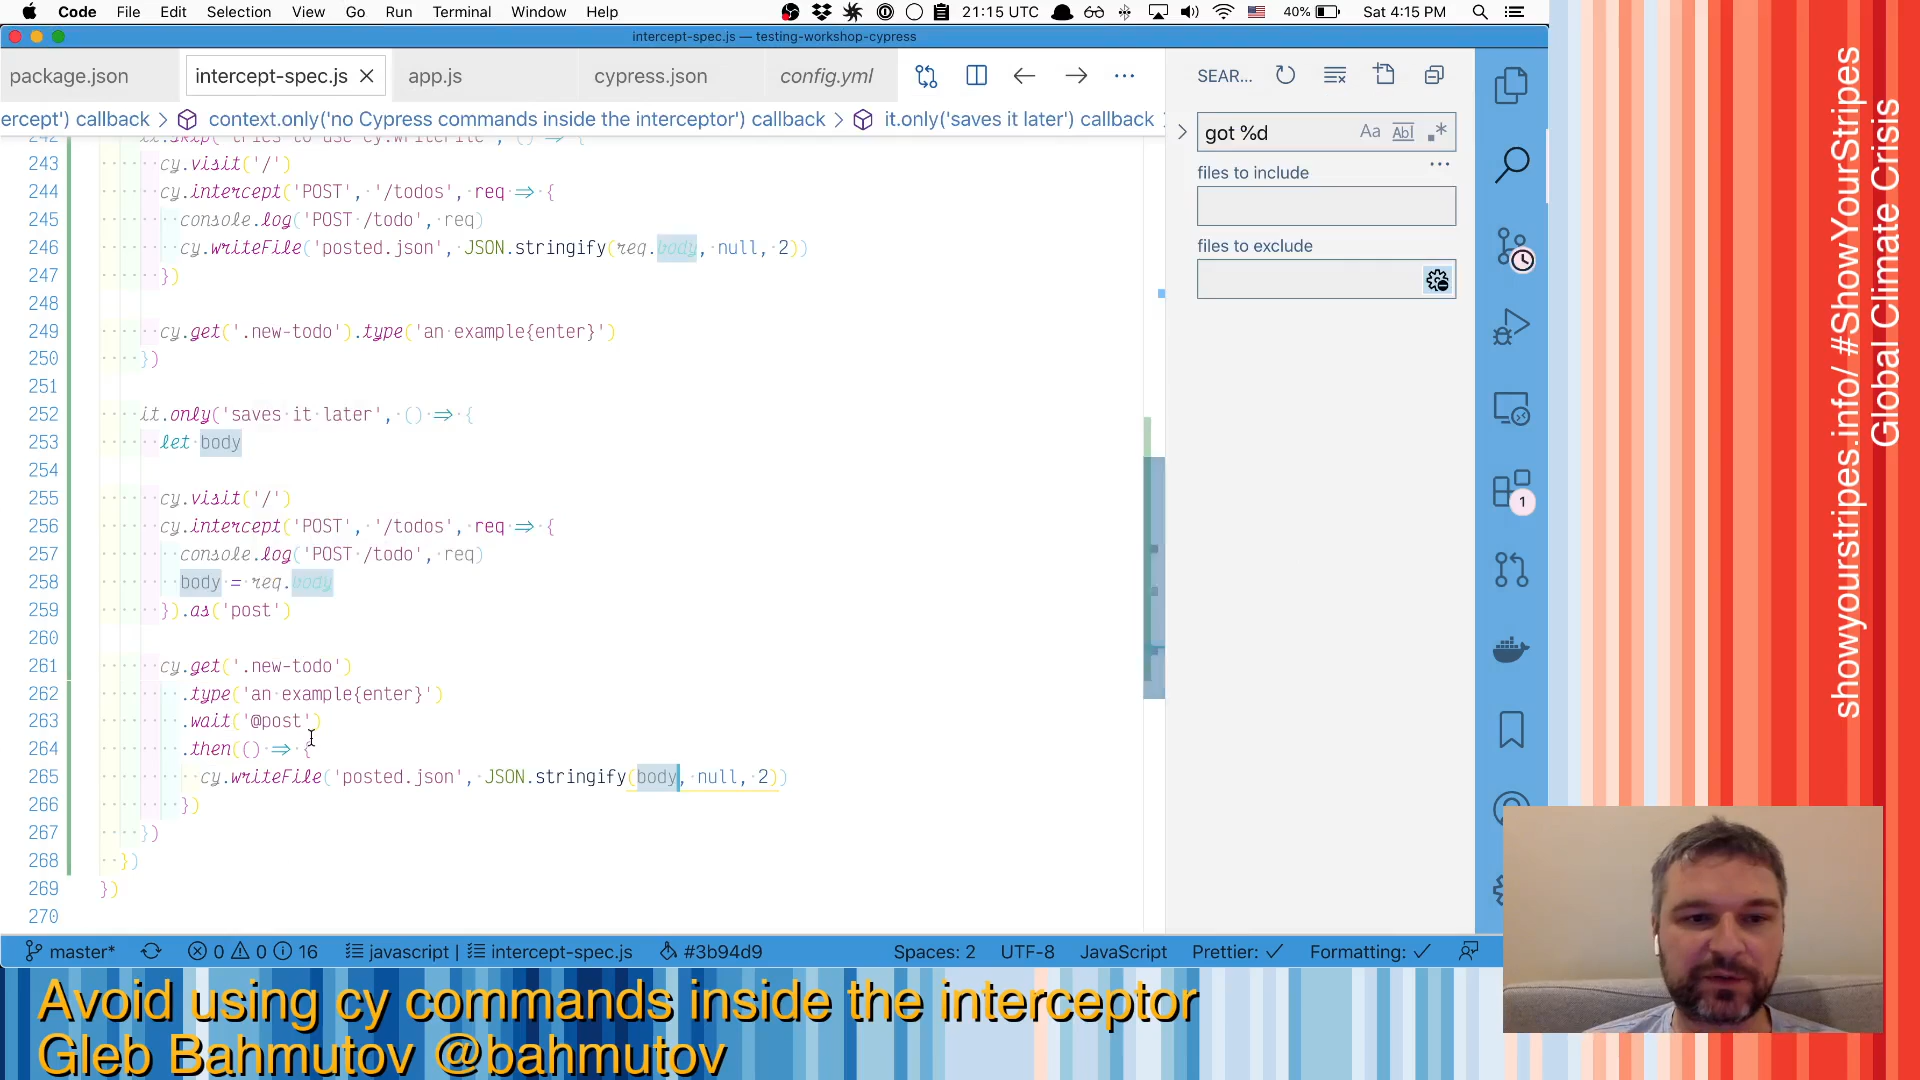 Code File Edit Selection View Go Run Terminal Window Help 21:15 UTC 40% Sat 4:15 PM
intercept-spec.js — testing-workshop-cypress
package.json intercept-spec.js app.js cypress.json config.yml
ercept') callback > context.only('no Cypress commands inside the interceptor') callback > it.only('saves it later') callback
SEAR...
got %d
files to include
files to exclude
242 it.skip('tries to use cy.writeFile', () => {
243 cy.visit('/')
244 cy.intercept('POST', '/todos', req => {
245 console.log('POST /todo', req)
246 cy.writeFile('posted.json', JSON.stringify(req.body, null, 2))
247 })
248
249 cy.get('.new-todo').type('an example{enter}')
250 })
251
252 it.only('saves it later', () => {
253 let body
254
255 cy.visit('/')
256 cy.intercept('POST', '/todos', req => {
257 console.log('POST /todo', req)
258 body = req.body
259 }).as('post')
260
261 cy.get('.new-todo')
262 .type('an example{enter}')
263 .wait('@post')
264 .then(() => {
265 cy.writeFile('posted.json', JSON.stringify(body, null, 2))
266 })
267 })
268 })
269 })
270
1
master* 0 0 16 javascript | intercept-spec.js #3b94d9 Spaces: 2 UTF-8 JavaScript Prettier: ✓ Formatting: ✓
showyourstripes.info/ #ShowYourStripes
Global Climate Crisis
Avoid using cy commands inside the interceptor
Gleb Bahmutov @bahmutov